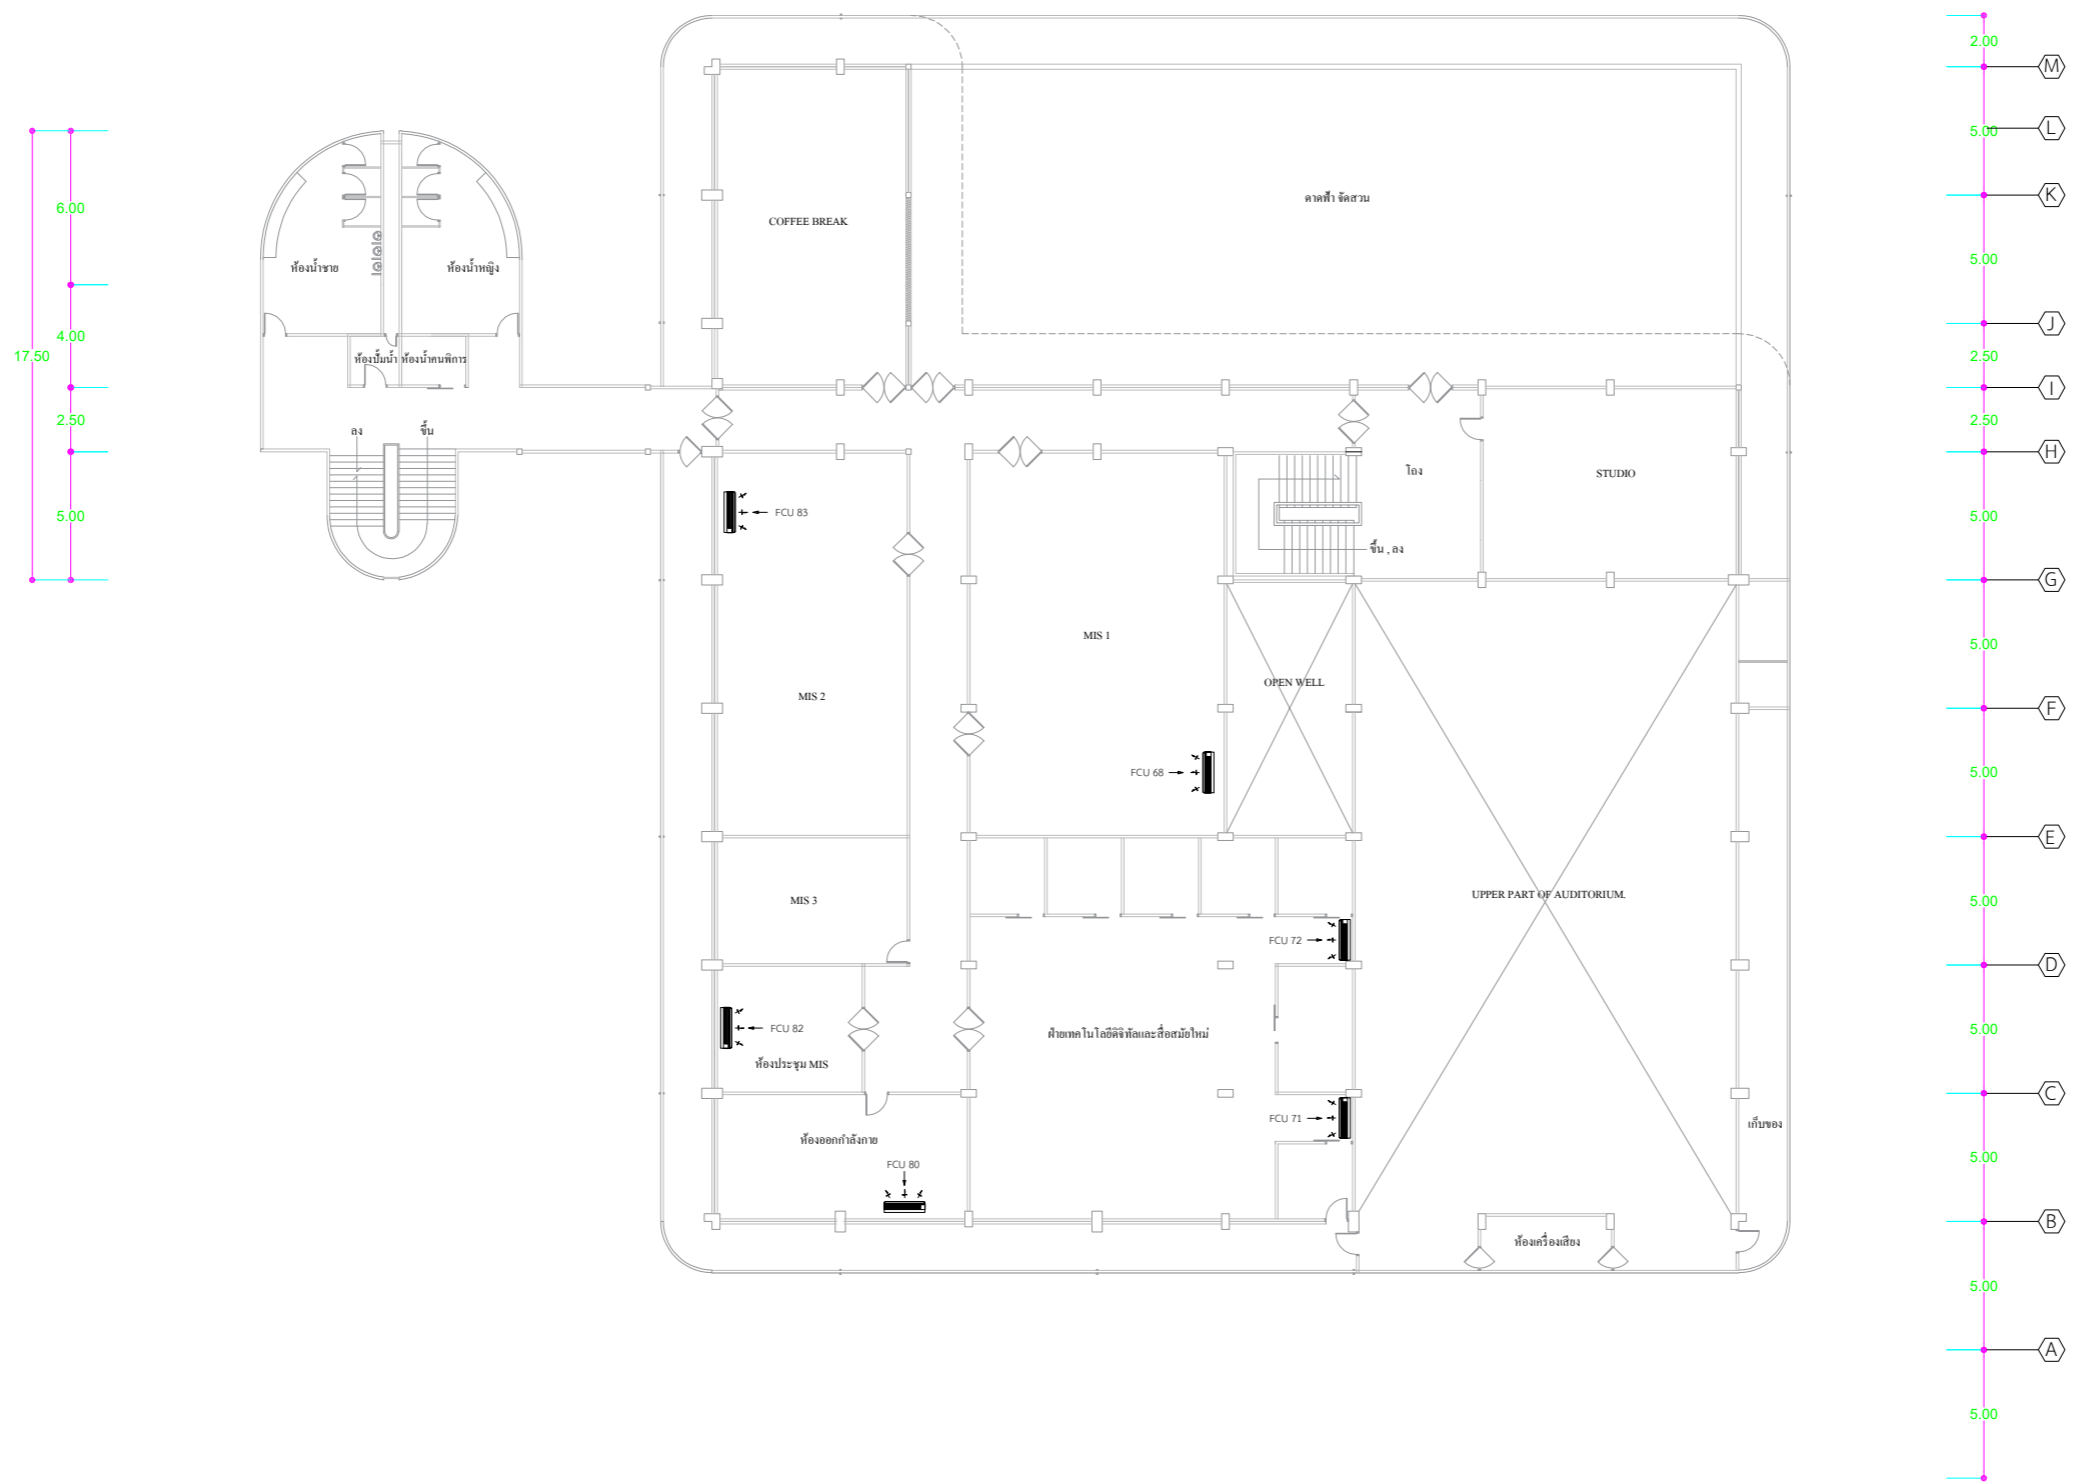 2.00
M
5.00
L
6.00
COFFEE BREAK
ดาดฟ้า จัดสวน
K
ห้องน้ำชาย
ห้องน้ำหญิง
5.00
4.00
J
17.50
ห้องปั๊มน้ำ
ห้องน้ำคนพิการ
2.50
I
2.50
ลง
ขึ้น
2.50
H
โถง
STUDIO
FCU 83
5.00
5.00
ขึ้น , ลง
G
MIS 1
5.00
MIS 2
OPEN WELL
F
FCU 68
5.00
E
MIS 3
UPPER PART OF AUDITORIUM.
5.00
FCU 72
D
FCU 82
ฝ่ายเทคโนโลยีดิจิทัลและสื่อสมัยใหม่
5.00
ห้องประชุม MIS
C
FCU 71
เก็บของ
ห้องออกกำลังกาย
5.00
FCU 80
B
ห้องเครื่องเสียง
5.00
A
5.00